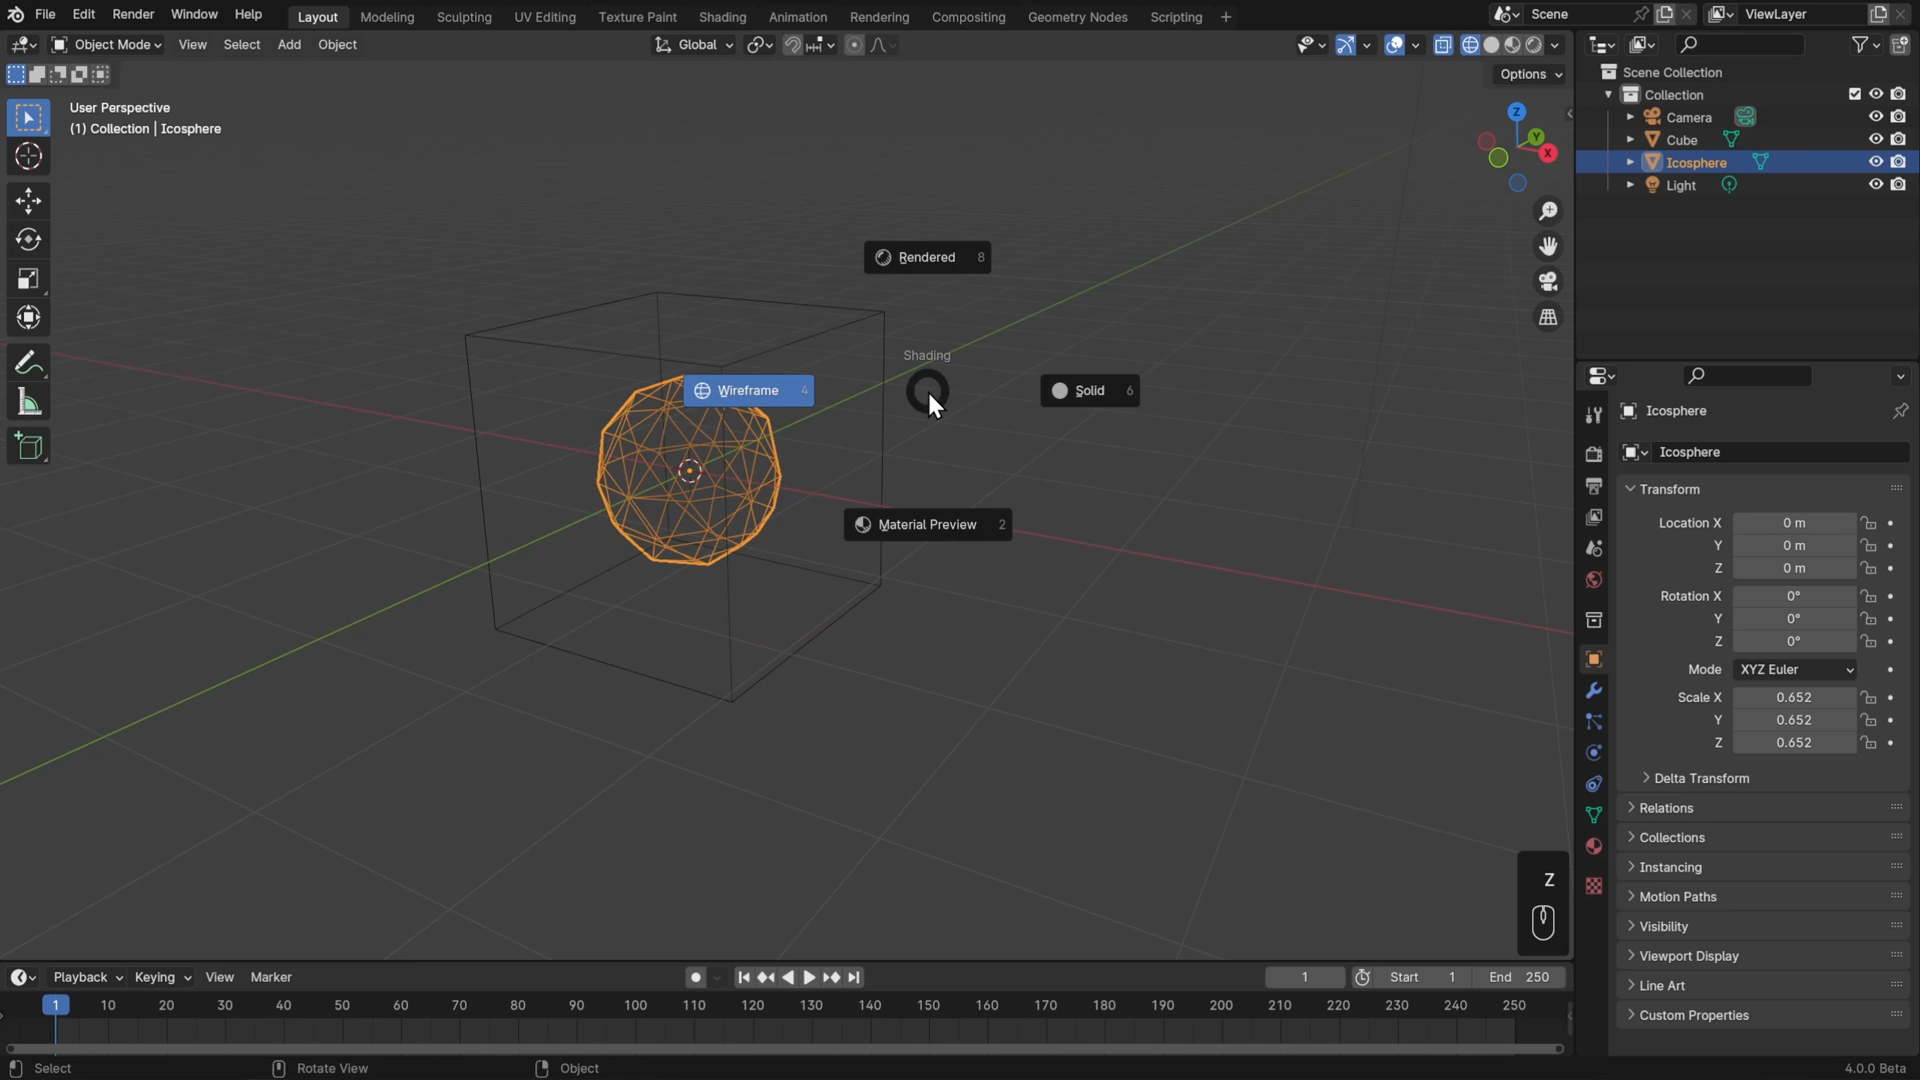 File Edit Render Window Help Layout Modeling Sculpting UV Editing Texture Paint Shading Animation Rendering Compositing Geometry Nodes Scripting + Scene ViewLayer
Object Mode View Select Add Object Global
Options
User Perspective
(1) Collection | Icosphere
Z
Y
X
Rendered 8
Shading
Wireframe 4
Solid 6
Material Preview 2
Z
Scene Collection
Collection
Camera
Cube
Icosphere
Light
Icosphere
Icosphere
Transform
Location X 0 m
Y 0 m
Z 0 m
Rotation X 0°
Y 0°
Z 0°
Mode XYZ Euler
Scale X 0.652
Y 0.652
Z 0.652
Delta Transform
Relations
Collections
Instancing
Motion Paths
Visibility
Viewport Display
Line Art
Custom Properties
Playback Keying View Marker 1 Start 1 End 250
1 10 20 30 40 50 60 70 80 90 100 110 120 130 140 150 160 170 180 190 200 210 220 230 240 250
Select Rotate View Object 4.0.0 Beta